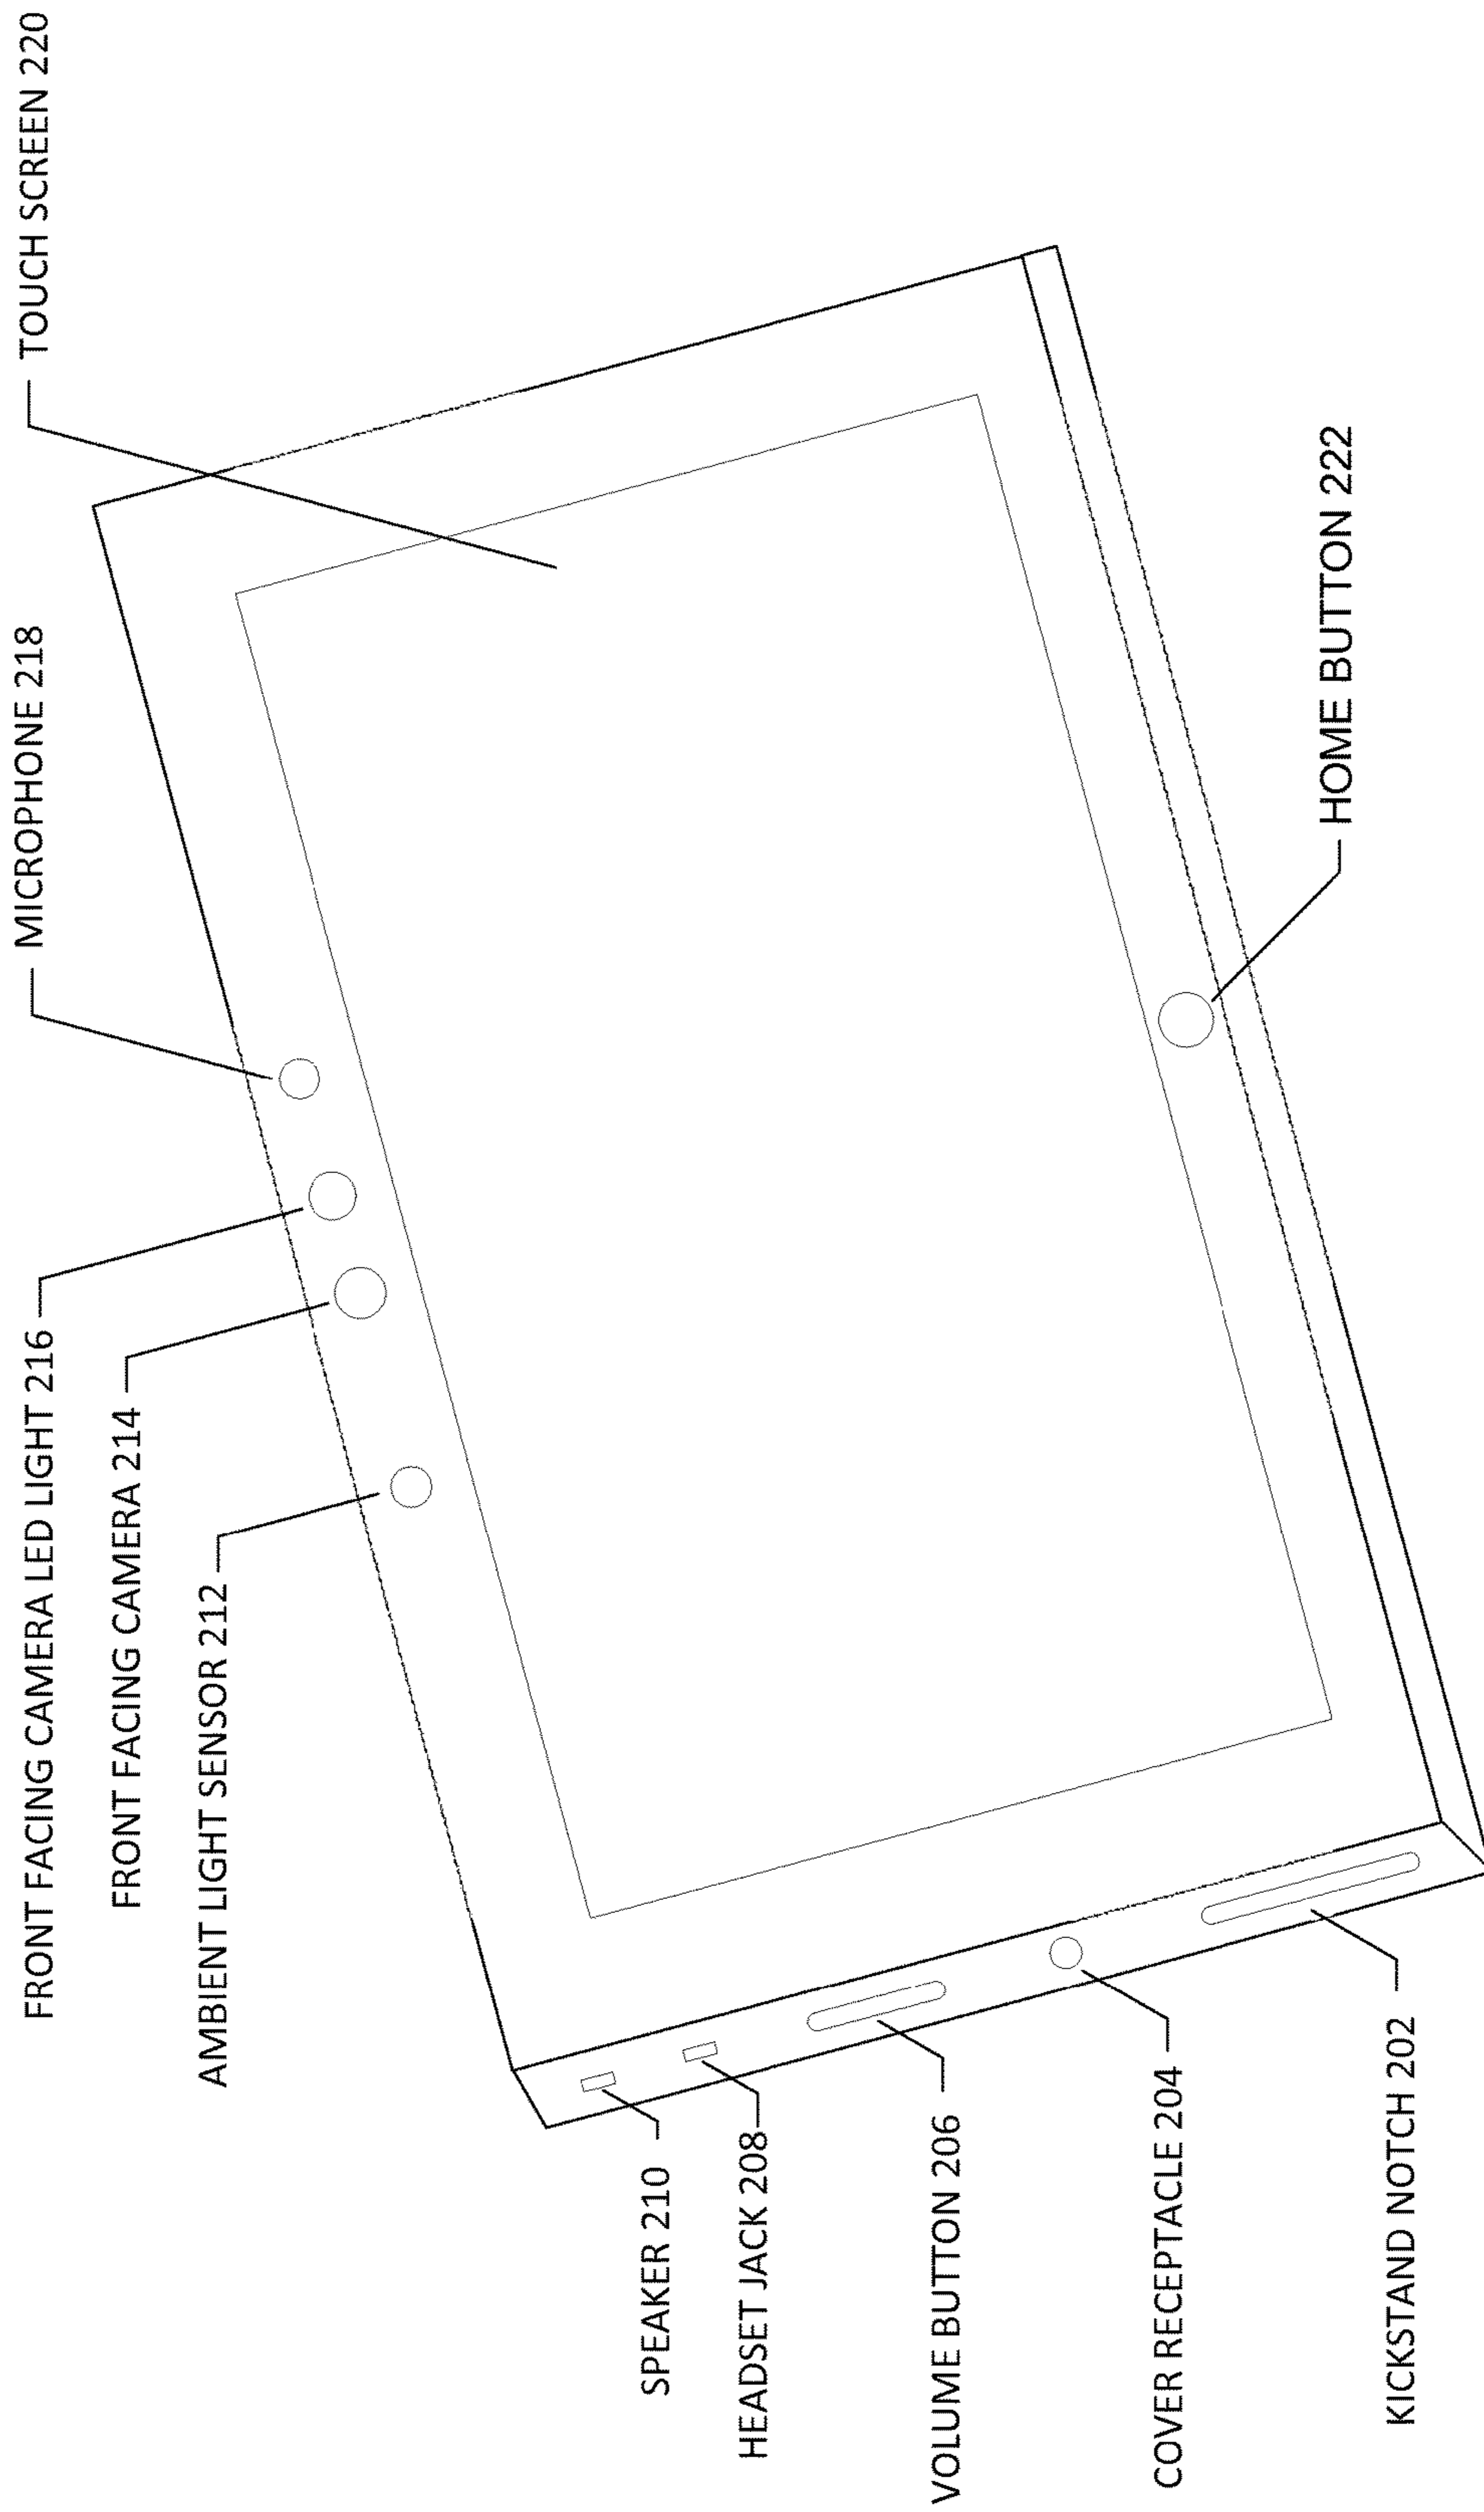 FRONT FACING CAMERA LED LIGHT 216
MICROPHONE 218
TOUCH SCREEN 220
FRONT FACING CAMERA 214
AMBIENT LIGHT SENSOR 212
SPEAKER 210
HEADSET JACK 208
VOLUME BUTTON 206
COVER RECEPTACLE 204
HOME BUTTON 222
KICKSTAND NOTCH 202